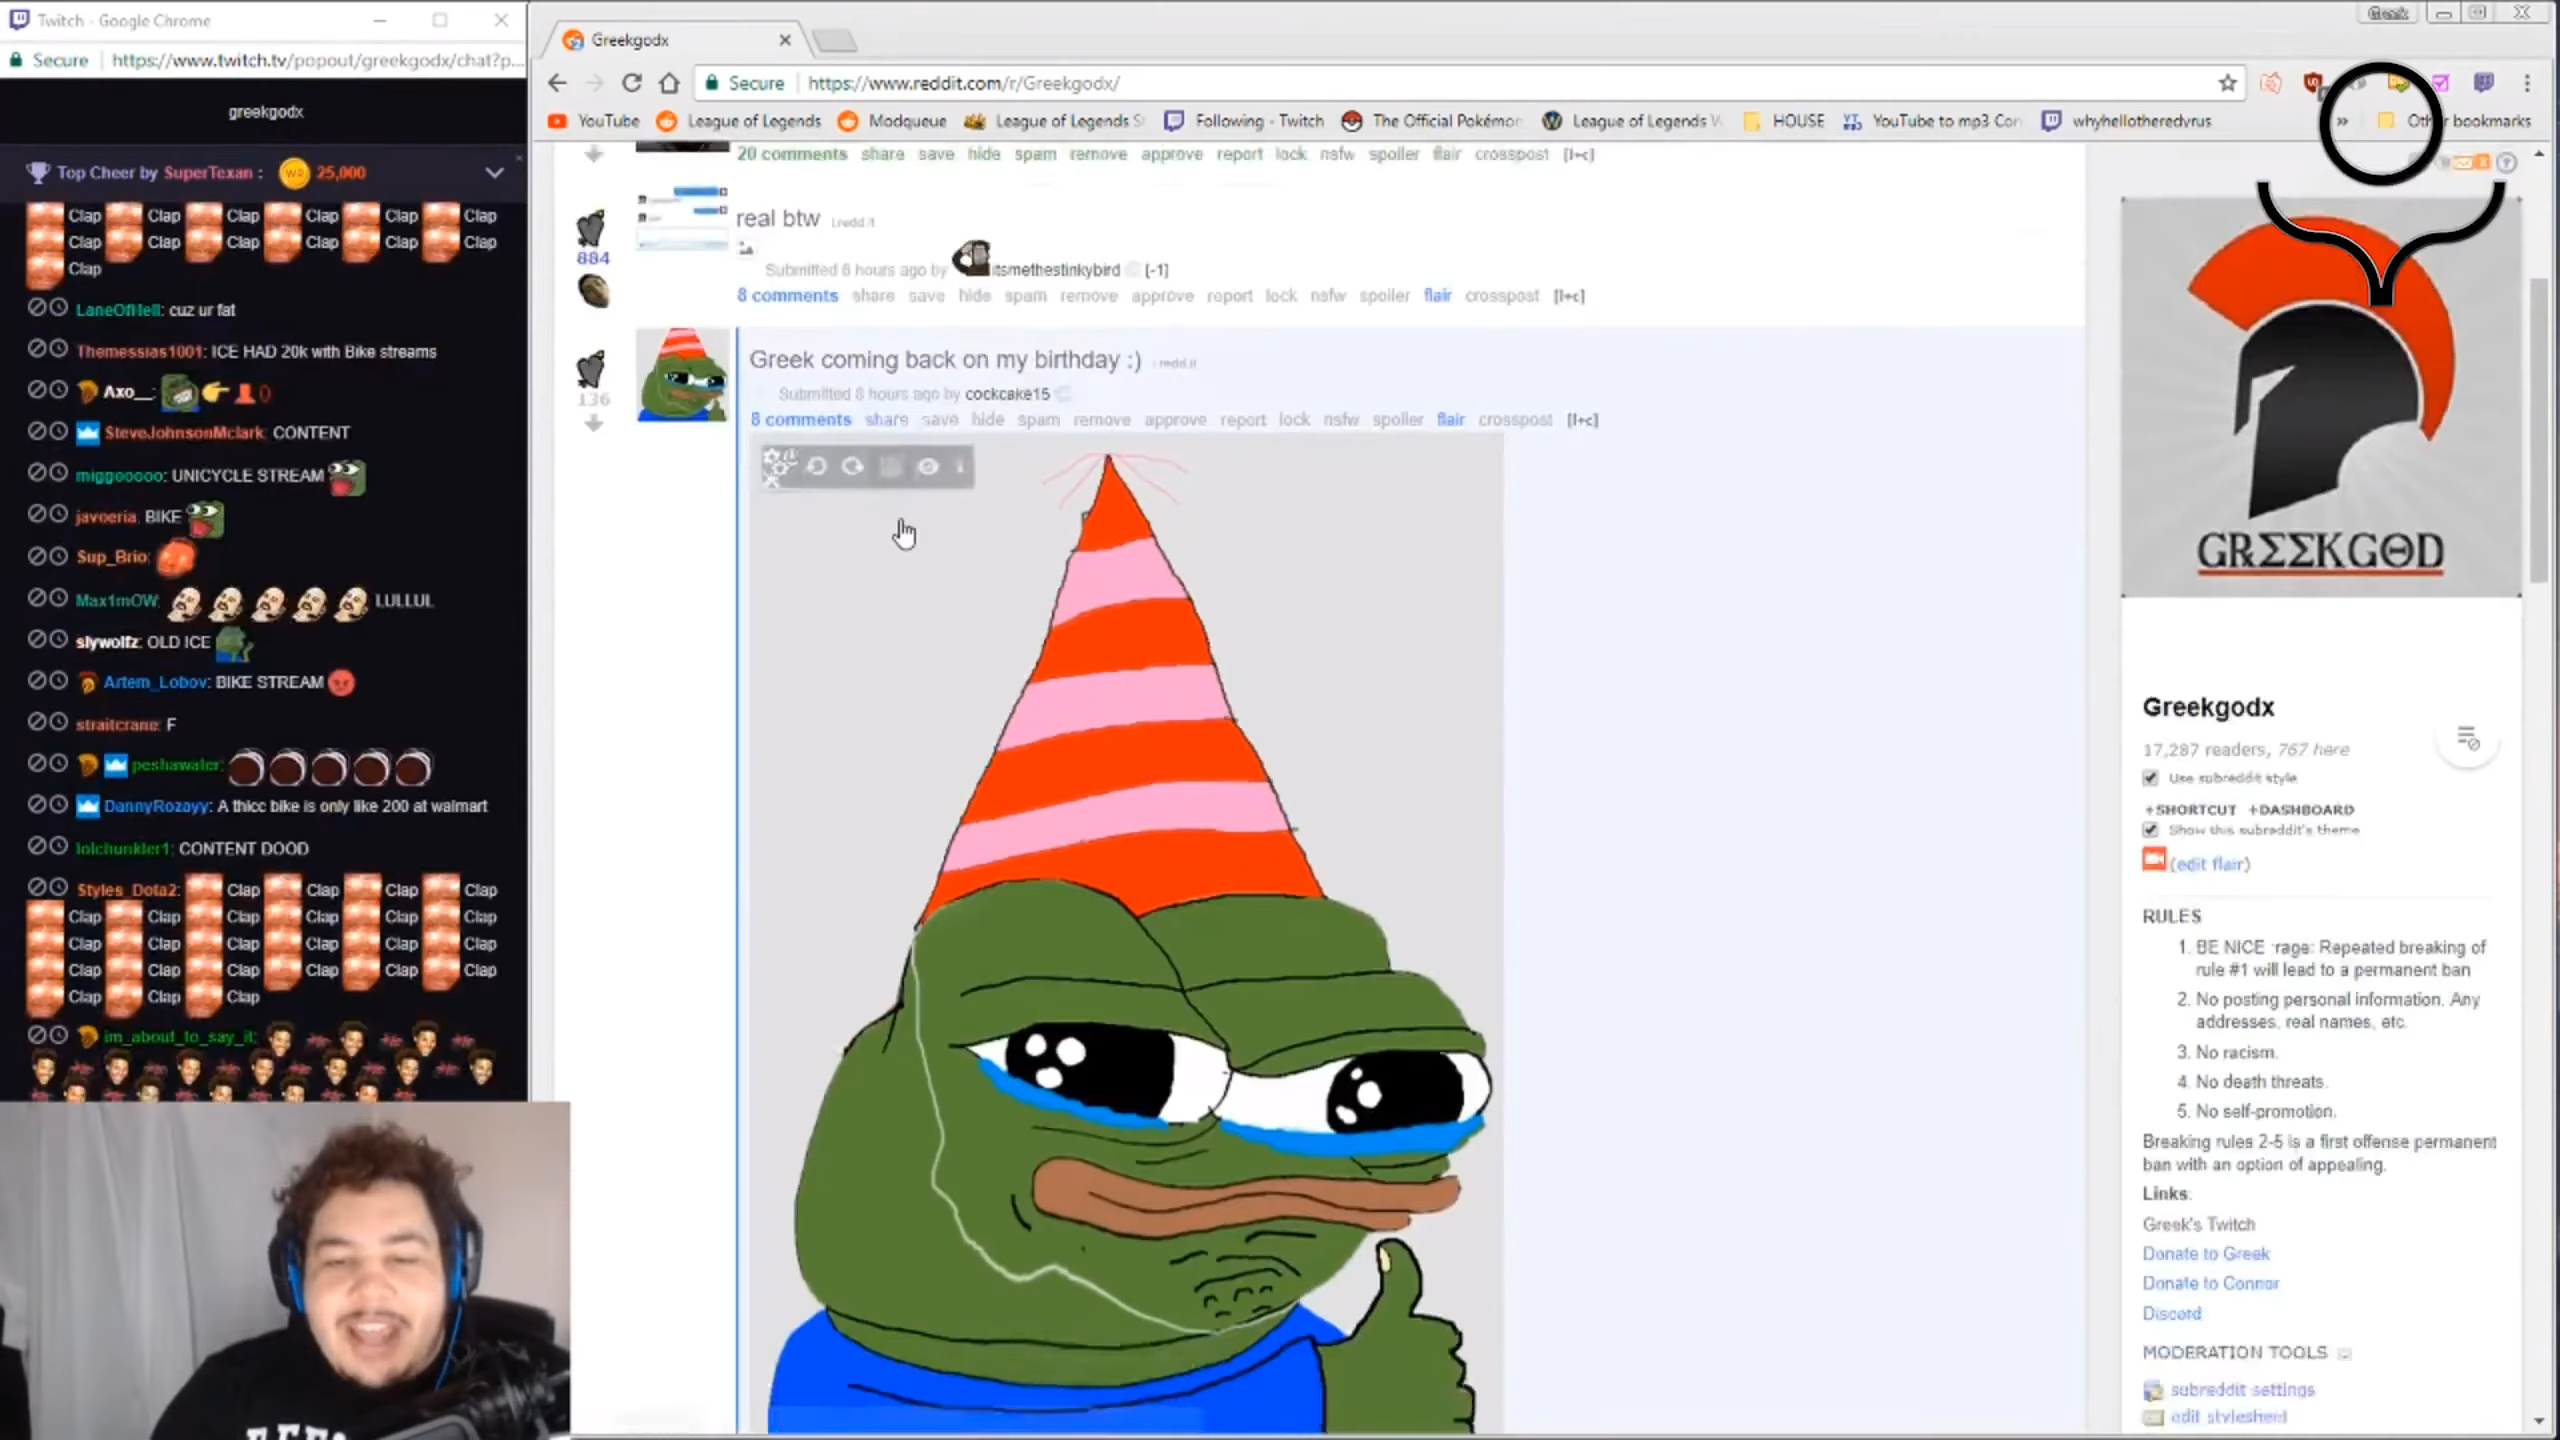 Twitch - Google Chrome
Secure
https://www.twitch.tv/popout/greekgodx/chat?p...
greekgodx
Top Cheer by SuperTexan : 25,000
Clap Clap Clap Clap Clap Clap
Clap Clap Clap Clap Clap Clap
Clap
LaneOfHell: cuz ur fat
Themessias1001: ICE HAD 20k with Bike streams
Axo__:
SteveJohnsonMclark: CONTENT
miggooooo: UNICYCLE STREAM
javoeria: BIKE
Sup_Brio:
Max1mOW: LULLUL
slywolfz: OLD ICE
Artem_Lobov: BIKE STREAM
straitcrane: F
peshawater:
DannyRozayy: A thicc bike is only like 200 at walmart
lolchunkler1: CONTENT DOOD
Styles_Dota2: Clap Clap Clap Clap
Clap Clap Clap Clap Clap Clap
Clap Clap Clap Clap Clap Clap
Clap Clap Clap Clap Clap Clap
Clap Clap Clap
im_about_to_say_it:
Greekgodx
Greek
Secure
https://www.reddit.com/r/Greekgodx/
YouTube League of Legends Modqueue League of Legends S Following - Twitch The Official Pokémon League of Legends V HOUSE YouTube to mp3 Con whyhellotheredyrus » Other bookmarks
20 comments share save hide spam remove approve report lock nsfw spoiler flair crosspost [l+c]
real btw i.redd.it
884
Submitted 6 hours ago by itsmethestinkybird [-1]
8 comments share save hide spam remove approve report lock nsfw spoiler flair crosspost [l+c]
Greek coming back on my birthday :) i.redd.it
136
Submitted 8 hours ago by cockcake15
8 comments share save hide spam remove approve report lock nsfw spoiler flair crosspost [l+c]
GRΣΣKGΘD
Greekgodx
17,287 readers, 767 here
Use subreddit style
+SHORTCUT +DASHBOARD
Show this subreddit's theme
(edit flair)
RULES
1. BE NICE :rage: Repeated breaking of
rule #1 will lead to a permanent ban
2. No posting personal information. Any
addresses, real names, etc.
3. No racism.
4. No death threats.
5. No self-promotion.
Breaking rules 2-5 is a first offense permanent
ban with an option of appealing.
Links:
Greek's Twitch
Donate to Greek
Donate to Connor
Discord
MODERATION TOOLS
subreddit settings
edit stylesheet